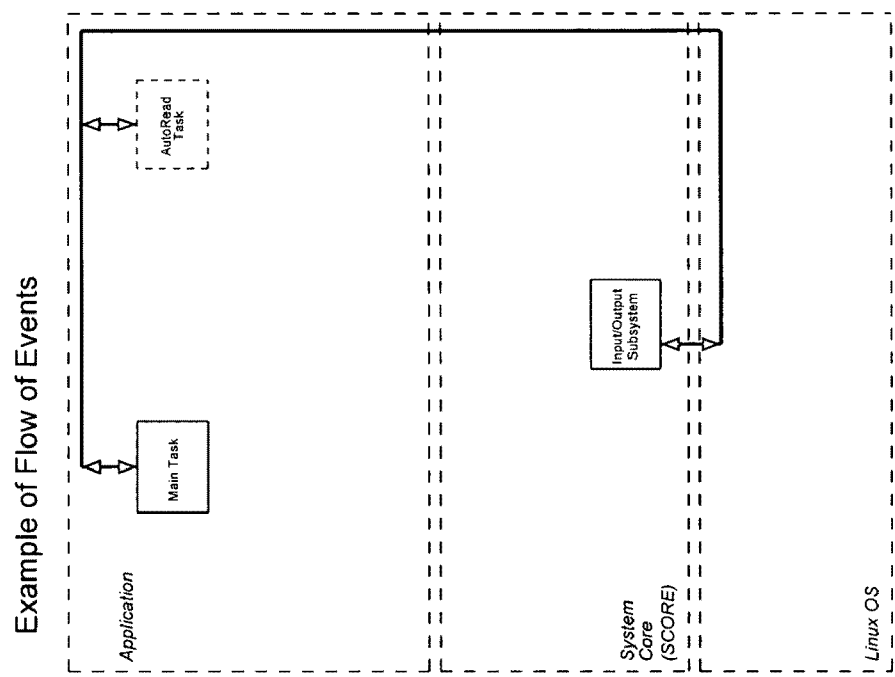 Example of Flow of Events
Application
Main Task
AutoRead
Task
System
Core
(SCORE)
Input/Output
Subsystem
Linux OS